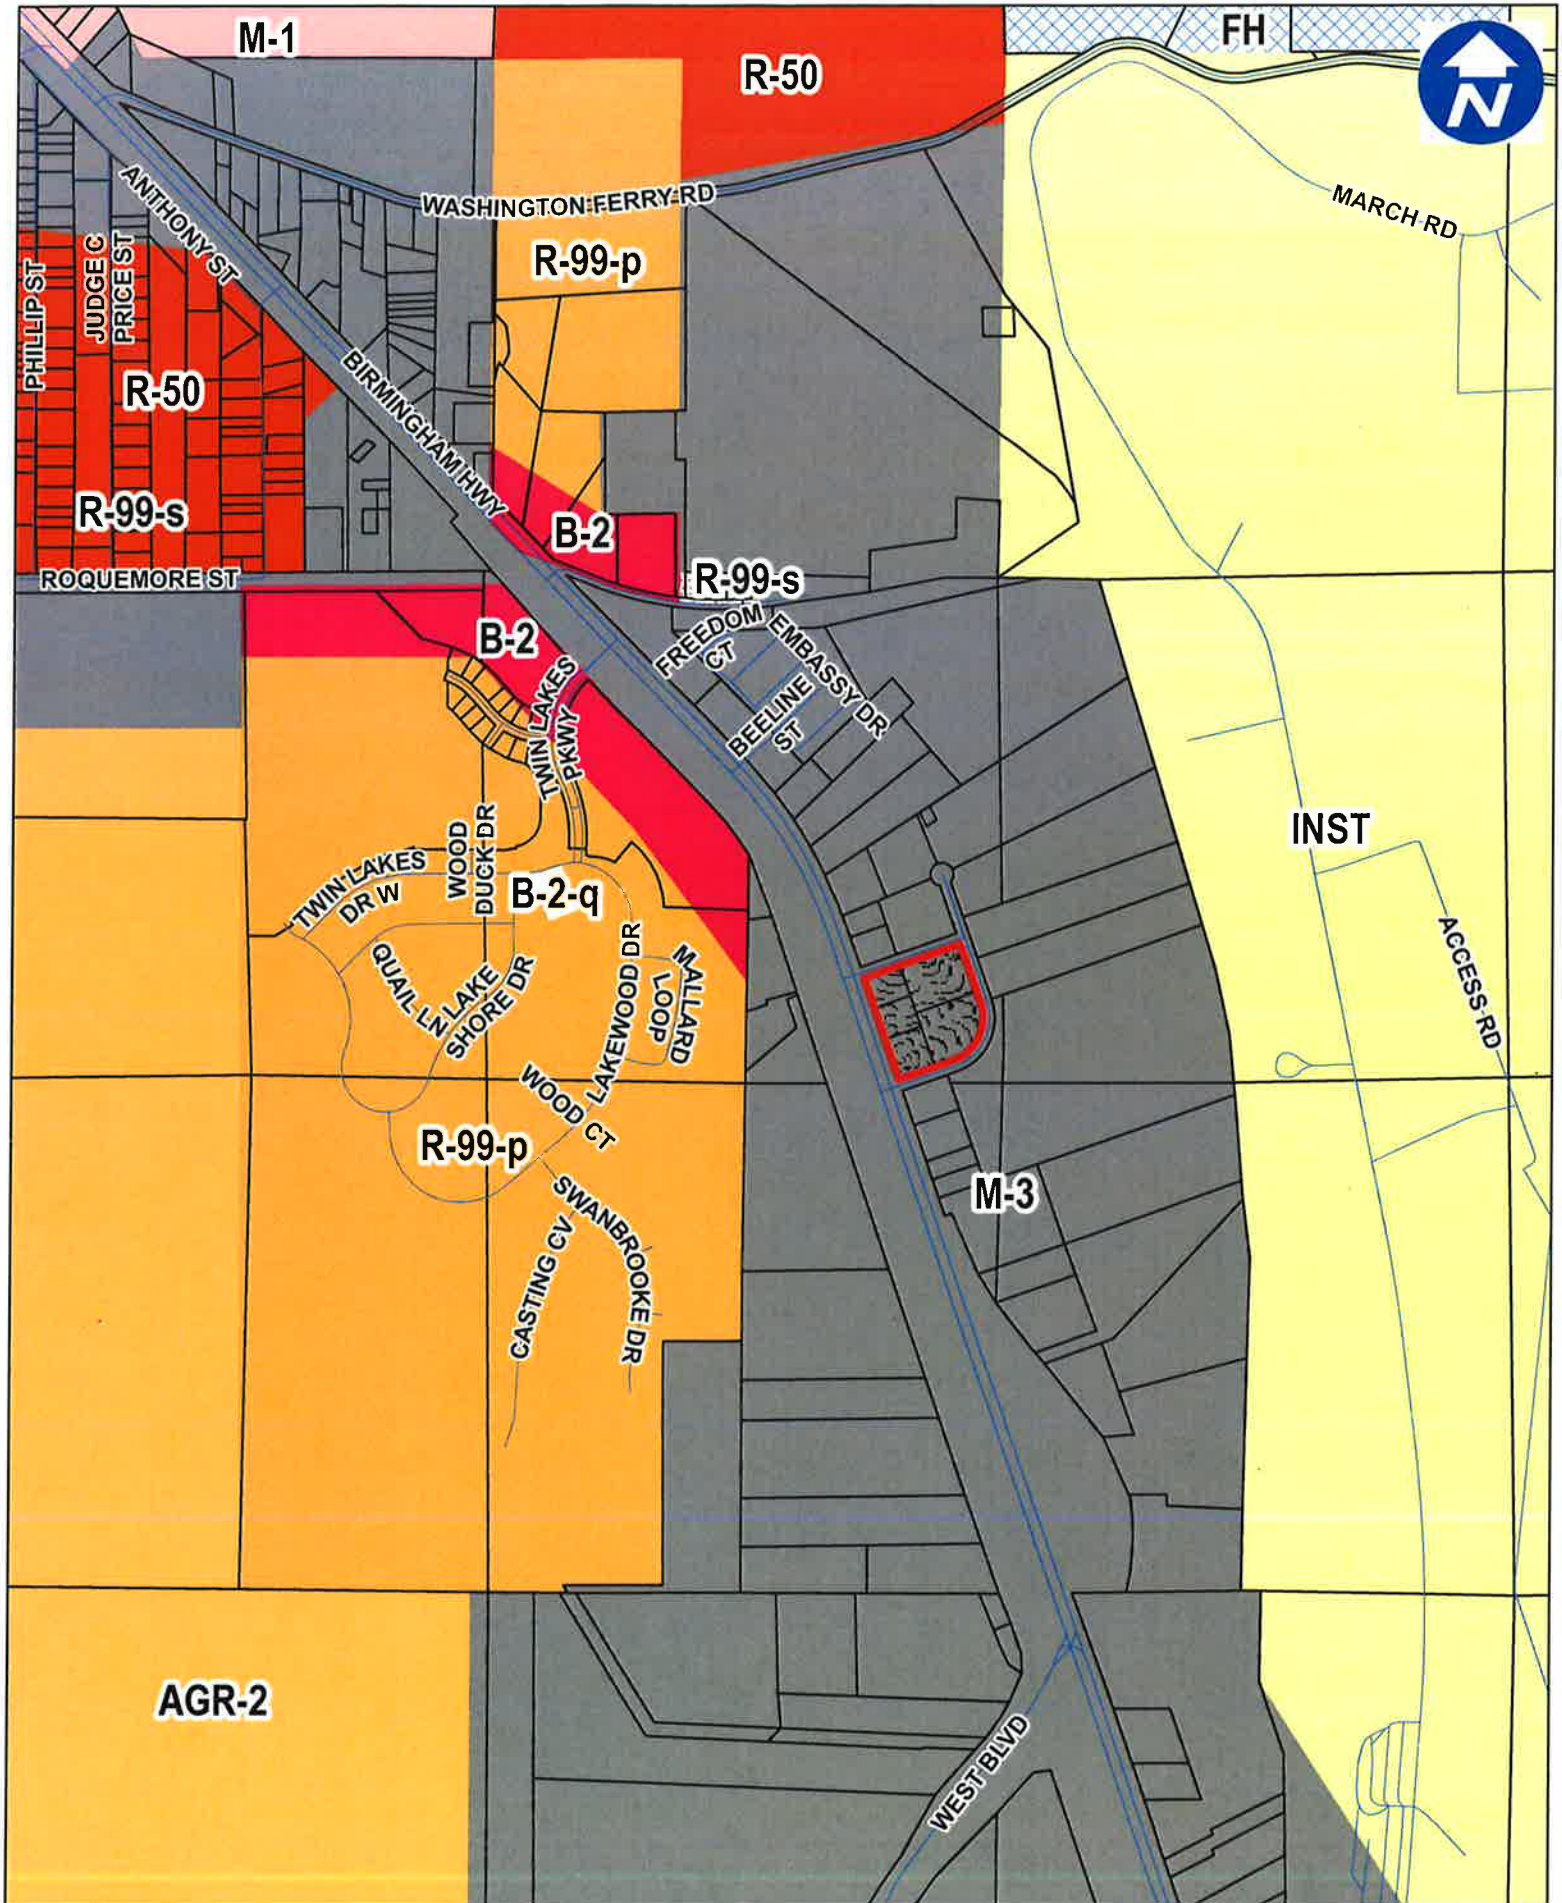 M-1
FH
R-50
N
WASHINGTON FERRY RD
MARCH RD
ANTHONY ST
PHILLIP ST
JUDGE C
PRICE ST
R-99-p
R-50
BIRMINGHAM HWY
R-99-s
B-2
ROQUEMORE ST
R-99-s
B-2
FREEDOM
CT
EMBASSY DR
BEELINE
ST
TWIN LAKES
PKWY
INST
WOOD
DUCK DR
TWIN LAKES
DR W
B-2-q
QUAIL LN
LAKE
SHORE DR
LAKEWOOD DR
MALLARD
LOOP
ACCESS RD
WOOD CT
R-99-p
M-3
SWANBROOKE DR
CASTING CV
AGR-2
WEST BLVD